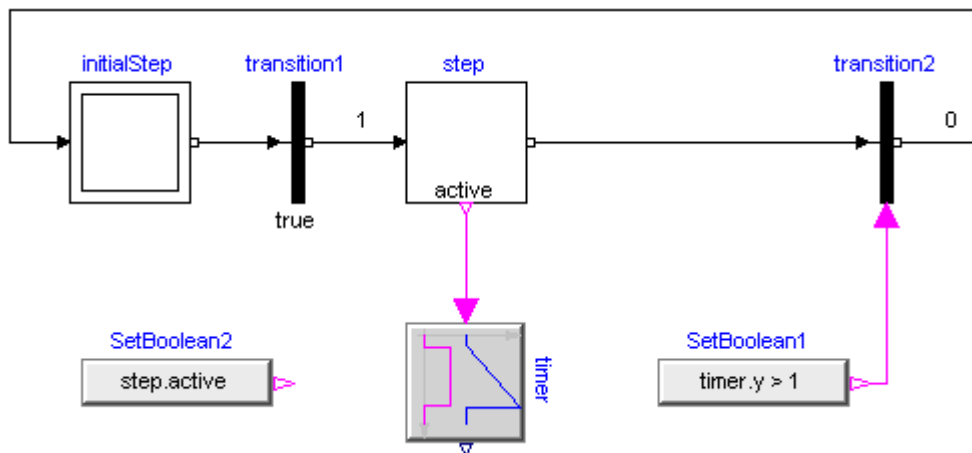 initialStep
transition1
step
transition2
1
0
active
true
SetBoolean2
step.active
timer
SetBoolean1
timer.y > 1